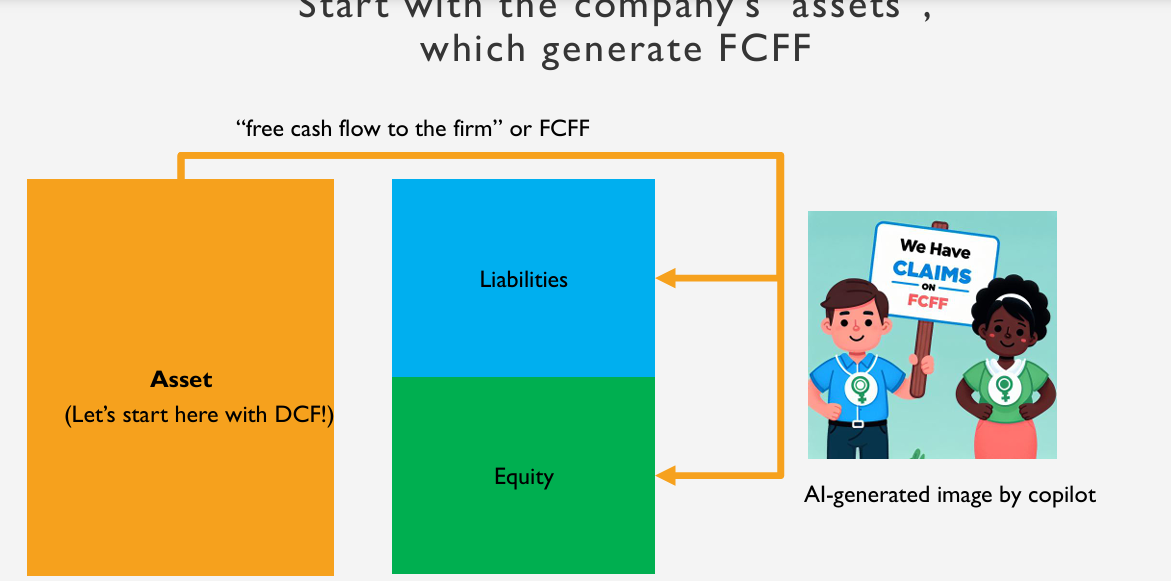 Start with the company's "assets",
which generate FCFF
“free cash flow to the firm” or FCFF
Liabilities
Asset
(Let’s start here with DCF!)
Equity
We Have
CLAIMS
ON
FCFF
AI-generated image by copilot